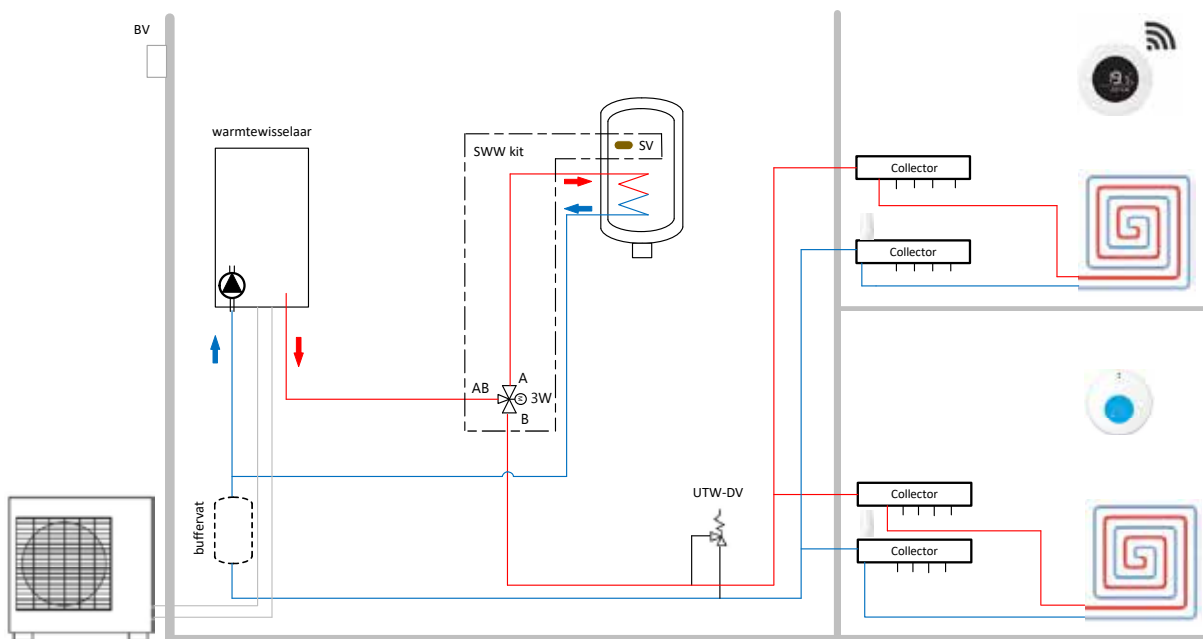 BV
warmtewisselaar
SWW kit
SV
Collector
Collector
A
AB
3W
B
UTW-DV
buffervat
Collector
Collector